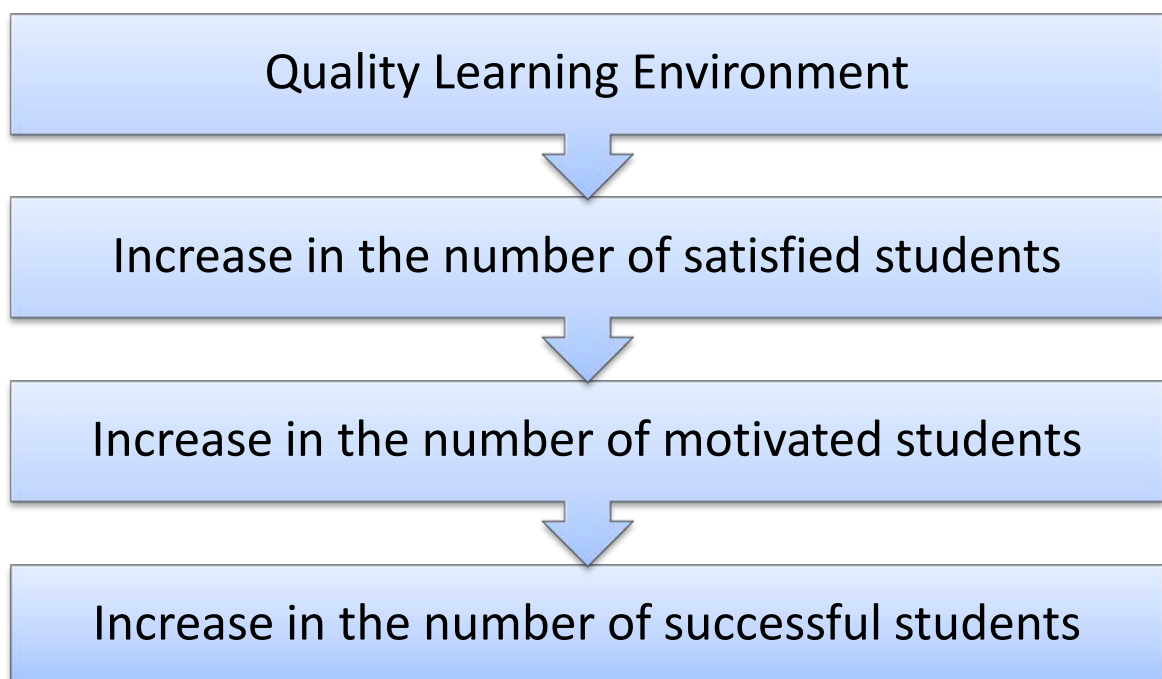 Quality Learning Environment
Increase in the number of satisfied students
Increase in the number of motivated students
Increase in the number of successful students